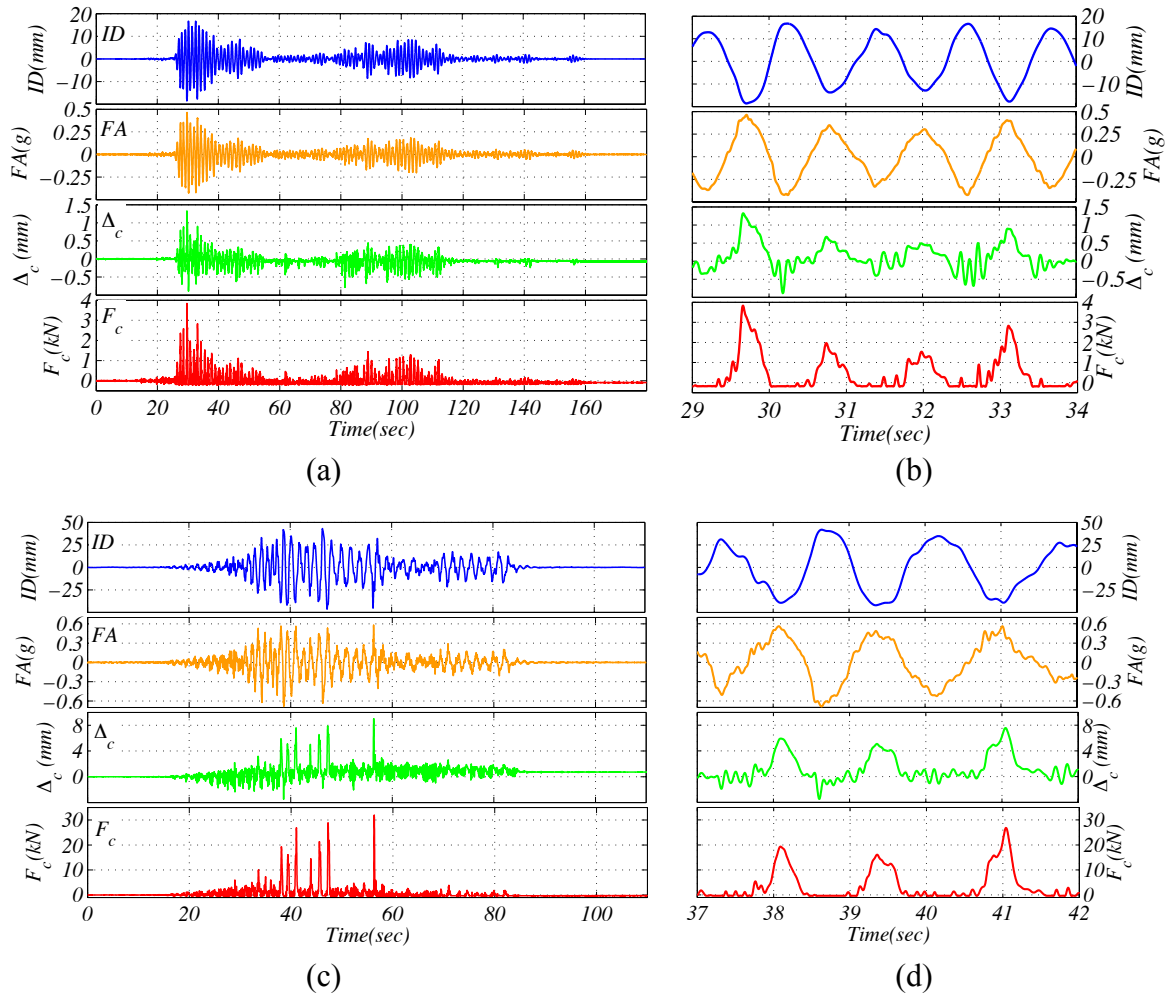 20
10
0
−10
ID(mm)
ID
0.5
0.25
0
−0.25
FA(g)
FA
1.5
1
0.5
0
−0.5
Δc (mm)
Δc
4
3
2
1
0
Fc(kN)
Fc
0 20 40 60 80 100 120 140 160
Time(sec)
(a)
20
10
0
−10
ID(mm)
0.5
0.25
0
−0.25
FA(g)
1.5
1
0.5
0
−0.5
Δc (mm)
4
3
2
1
0
Fc(kN)
29 30 31 32 33 34
Time(sec)
(b)
50
25
0
−25
ID(mm)
ID
0.6
0.3
0
−0.3
−0.6
FA(g)
FA
8
4
0
Δc (mm)
Δc
30
20
10
0
Fc(kN)
Fc
0 20 40 60 80 100
Time(sec)
(c)
50
25
0
−25
ID(mm)
0.6
0.3
0
−0.3
−0.6
FA(g)
8
4
0
Δc (mm)
30
20
10
0
Fc(kN)
37 38 39 40 41 42
Time(sec)
(d)